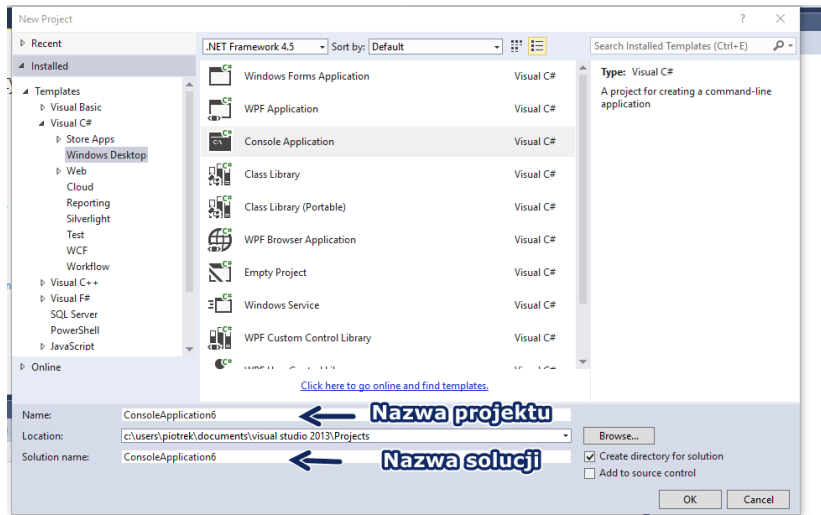 New Project
? ×
Recent
.NET Framework 4.5 Sort by: Default
Search Installed Templates (Ctrl+E)
Installed
Templates
Visual Basic
Visual C#
Store Apps
Windows Desktop
Web
Cloud
Reporting
Silverlight
Test
WCF
Workflow
Visual C++
Visual F#
SQL Server
PowerShell
JavaScript
Online
Windows Forms Application Visual C#
WPF Application Visual C#
Console Application Visual C#
Class Library Visual C#
Class Library (Portable) Visual C#
WPF Browser Application Visual C#
Empty Project Visual C#
Windows Service Visual C#
WPF Custom Control Library Visual C#
Click here to go online and find templates.
Type: Visual C#
A project for creating a command-line
application
Name: ConsoleApplication6 Nazwa projektu
Location: c:\users\piotrek\documents\visual studio 2013\Projects Browse...
Solution name: ConsoleApplication6 Nazwa solucji
Create directory for solution
Add to source control
OK Cancel